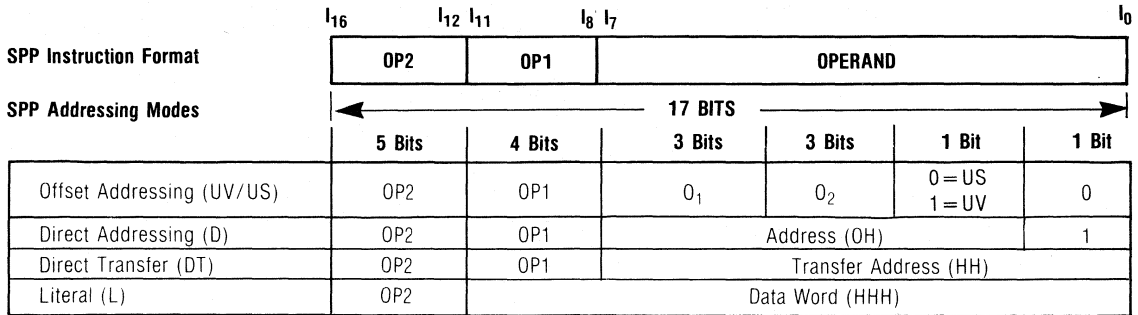 I16 I12 I11 I8 I7 I0
SPP Instruction Format OP2 OP1 OPERAND
SPP Addressing Modes 17 BITS
5 Bits 4 Bits 3 Bits 3 Bits 1 Bit 1 Bit
Offset Addressing (UV/US) OP2 OP1 O1 O2 0=US 0
1=UV
Direct Addressing (D) OP2 OP1 Address (OH) 1
Direct Transfer (DT) OP2 OP1 Transfer Address (HH)
Literal (L) OP2 Data Word (HHH)